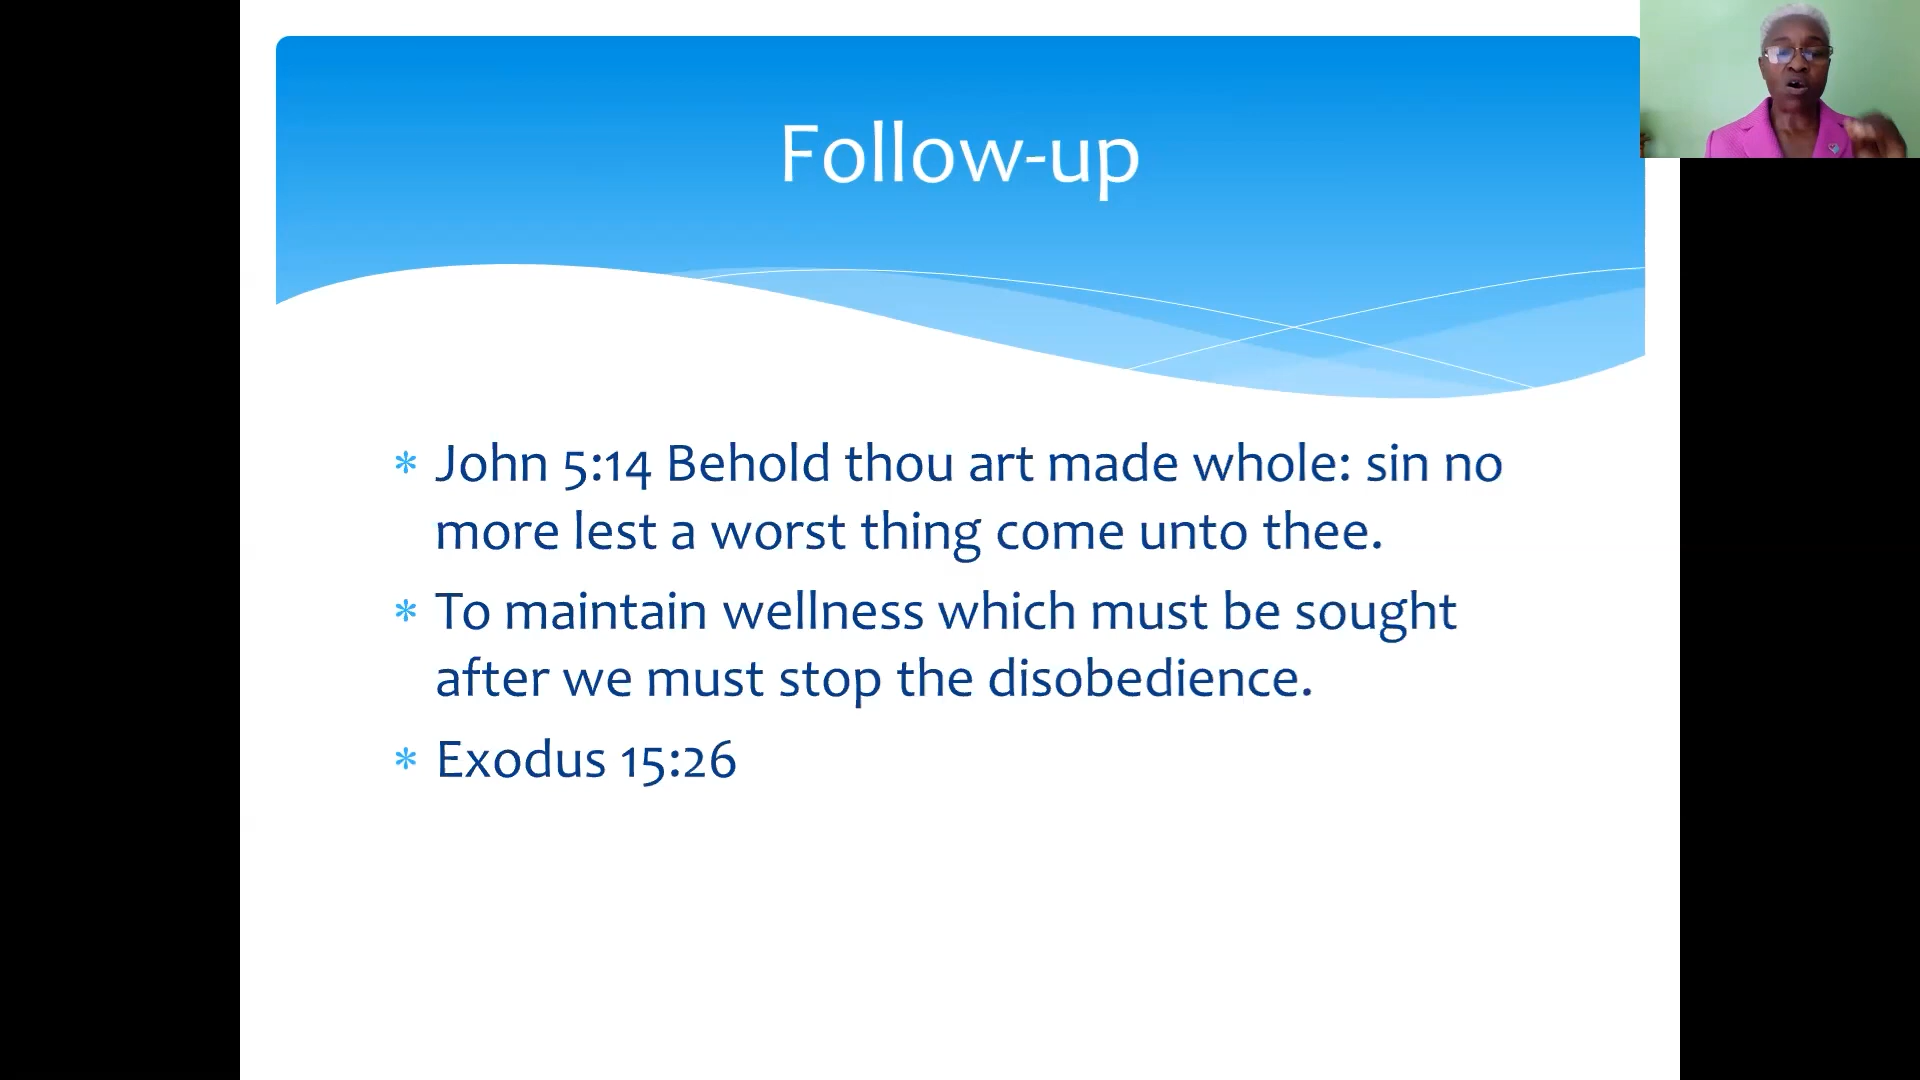 Follow-up
* John 5:14 Behold thou art made whole: sin no
more lest a worst thing come unto thee.
* To maintain wellness which must be sought
after we must stop the disobedience.
* Exodus 15:26